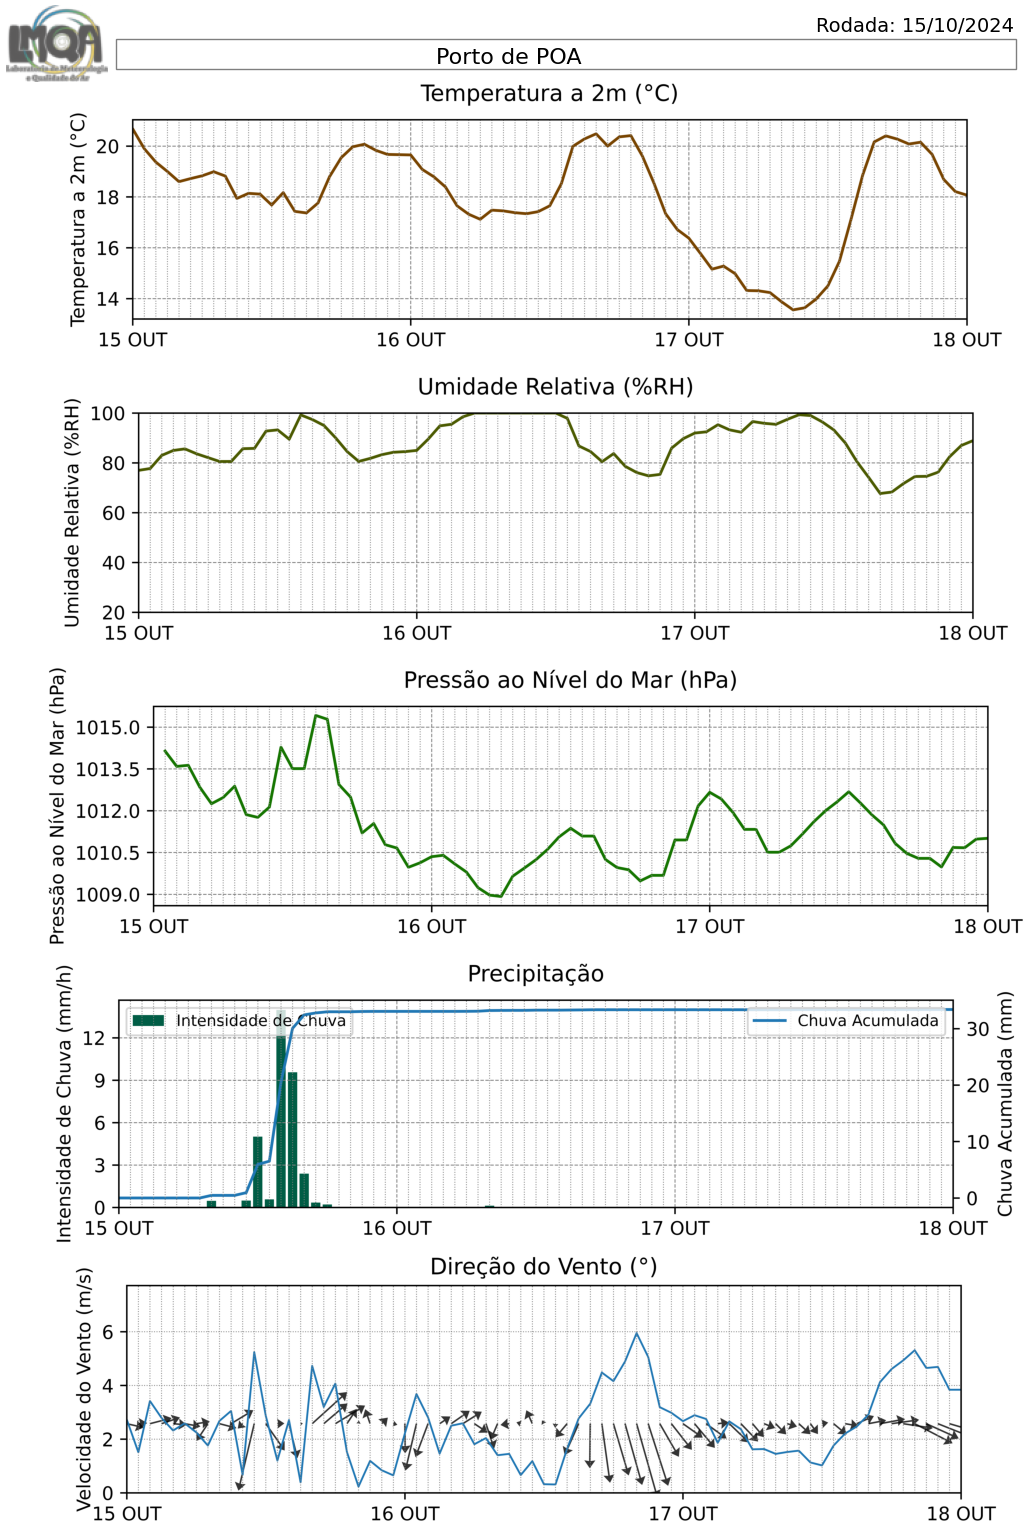 LMQA
Laboratório de Meteorologia
e Qualidade do Ar
Rodada: 15/10/2024
Porto de POA
Temperatura a 2m (°C)
Temperatura a 2m (°C)
20
18
16
14
15 OUT
16 OUT
17 OUT
18 OUT
Umidade Relativa (%RH)
Umidade Relativa (%RH)
100
80
60
40
20
15 OUT
16 OUT
17 OUT
18 OUT
Pressão ao Nível do Mar (hPa)
Pressão ao Nível do Mar (hPa)
1015.0
1013.5
1012.0
1010.5
1009.0
15 OUT
16 OUT
17 OUT
18 OUT
Precipitação
Intensidade de Chuva (mm/h)
Intensidade de Chuva
Chuva Acumulada
12
9
6
3
0
30
20
10
0
Chuva Acumulada (mm)
15 OUT
16 OUT
17 OUT
18 OUT
Direção do Vento (°)
Velocidade do Vento (m/s)
6
4
2
0
15 OUT
16 OUT
17 OUT
18 OUT